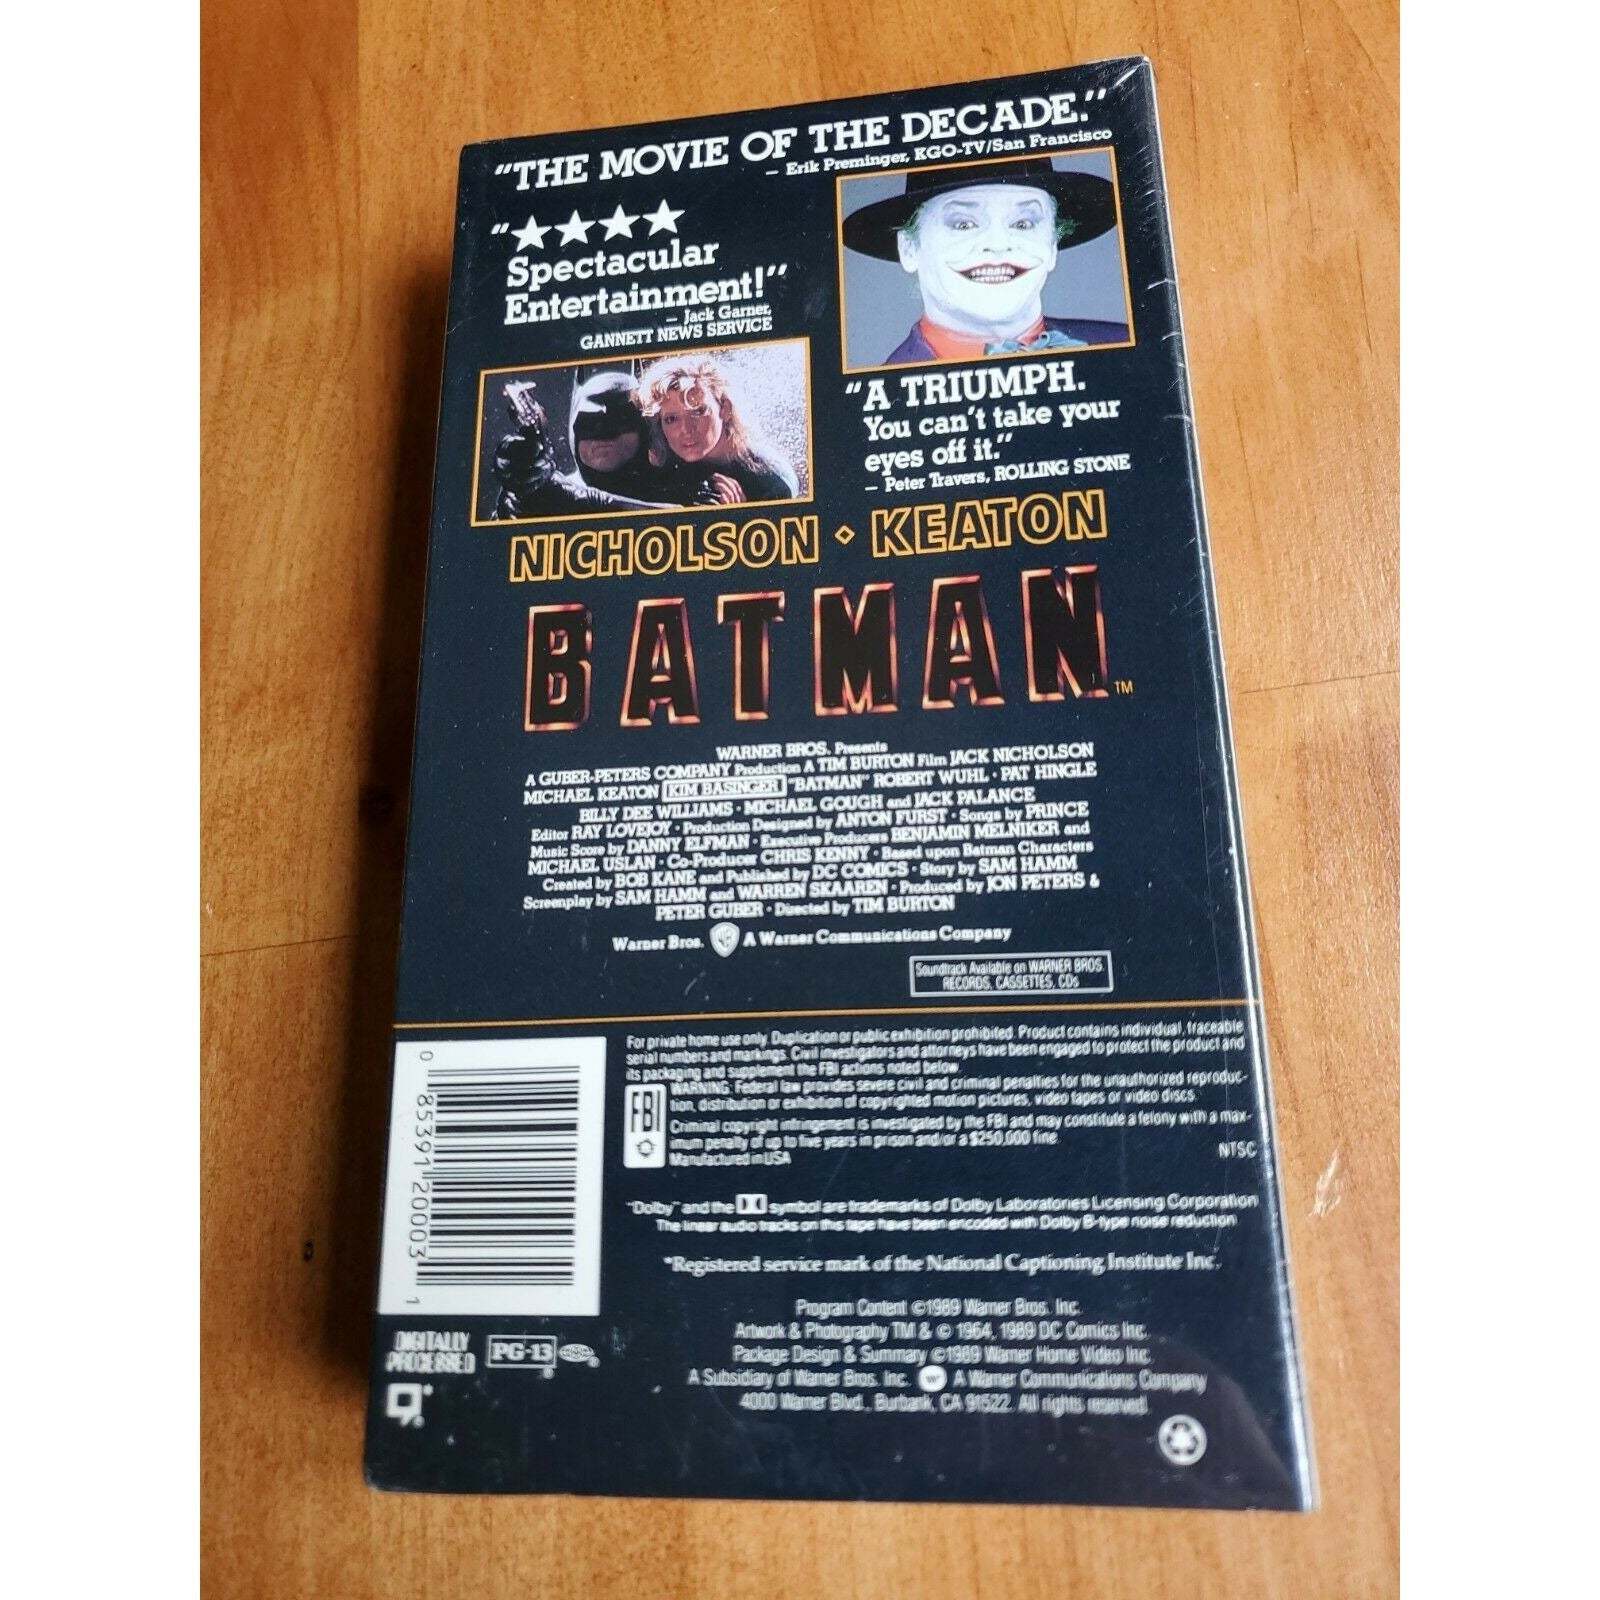 “THE MOVIE OF THE DECADE.”
– Erik Preminger, KGO-TV/San Francisco
“★★★★
Spectacular
Entertainment!”
– Jack Garner,
GANNETT NEWS SERVICE
“A TRIUMPH.
You can't take your
eyes off it.”
– Peter Travers, ROLLING STONE
NICHOLSON ⋄ KEATON
BATMAN™
WARNER BROS. Presents
A GUBER-PETERS COMPANY Production A TIM BURTON Film JACK NICHOLSON
MICHAEL KEATON KIM BASINGER "BATMAN" ROBERT WUHL · PAT HINGLE
BILLY DEE WILLIAMS · MICHAEL GOUGH and JACK PALANCE
Editor RAY LOVEJOY · Production Designed by ANTON FURST · Songs by PRINCE
Music Score by DANNY ELFMAN · Executive Producers BENJAMIN MELNIKER and
MICHAEL USLAN · Co-Producer CHRIS KENNY · Based upon Batman Characters
Created by BOB KANE and Published by DC COMICS · Story by SAM HAMM
Screenplay by SAM HAMM and WARREN SKAAREN · Produced by JON PETERS &
PETER GUBER · Directed by TIM BURTON
Warner Bros. WB A Warner Communications Company
Soundtrack Available on WARNER BROS.
RECORDS, CASSETTES, CDs
For private home use only. Duplication or public exhibition prohibited. Product contains individual, traceable
serial numbers and markings. Civil investigators and attorneys have been engaged to protect the product and
its packaging and supplement the FBI actions noted below.
FBI
WARNING: Federal law provides severe civil and criminal penalties for the unauthorized reproduc-
tion, distribution or exhibition of copyrighted motion pictures, video tapes or video discs.
Criminal copyright infringement is investigated by the FBI and may constitute a felony with a max-
imum penalty of up to five years in prison and/or a $250,000 fine.
Manufactured in USA
NTSC
"Dolby" and the symbol are trademarks of Dolby Laboratories Licensing Corporation
The linear audio tracks on this tape have been encoded with Dolby B-type noise reduction
*Registered service mark of the National Captioning Institute Inc.
Program Content ©1989 Warner Bros. Inc.
Artwork & Photography TM & © 1964, 1989 DC Comics Inc.
Package Design & Summary ©1989 Warner Home Video Inc.
A Subsidiary of Warner Bros. Inc. A Warner Communications Company
4000 Warner Blvd., Burbank, CA 91522. All rights reserved.
0 85391 20003 1
DIGITALLY
PROCESSED
PG-13 ®